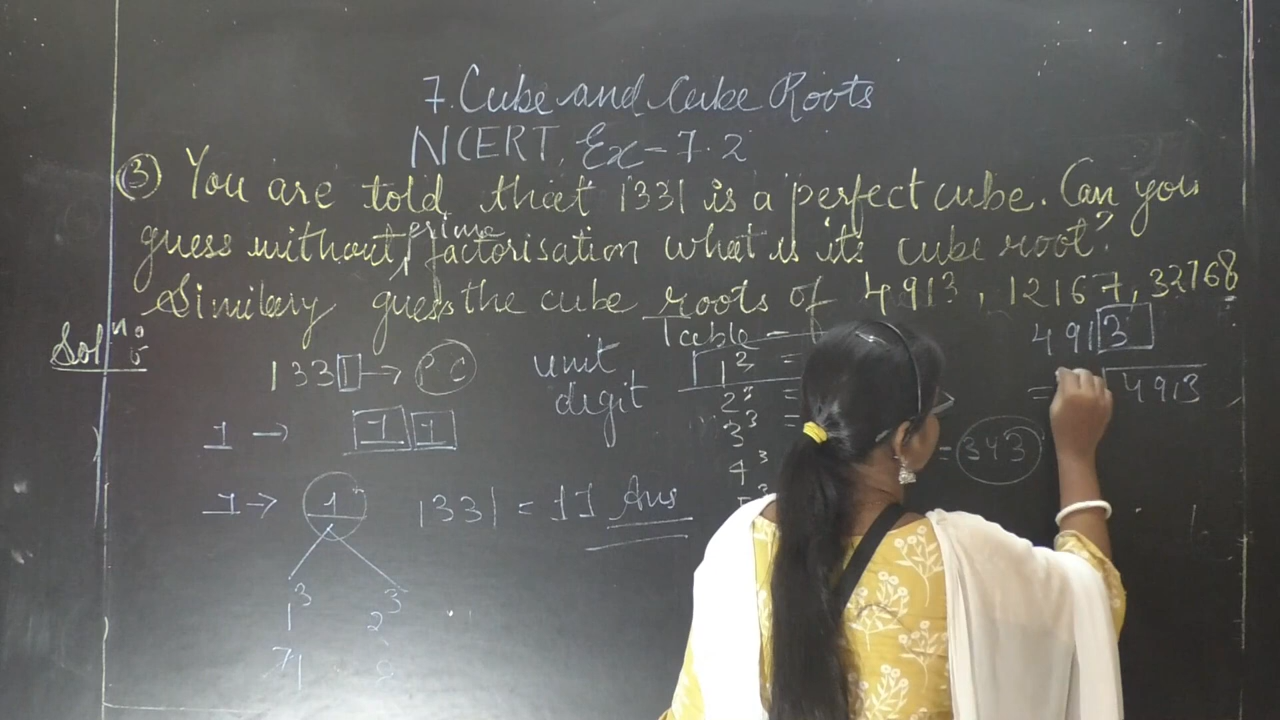 7. Cube and Cube Roots
NCERT, Ex-7.2
③ You are told that 1331 is a perfect cube. Can you
guess without prime factorisation what is its cube root?
Similary guess the cube roots of 4913, 12167, 32768
Soln:
Table -
1331 → PC
unit digit
1 → 1 1
1 → 1
1331 = 11 Ans
1³
2³
1³ =
2³ =
3³ =
4³
= 343
4913
= 4913